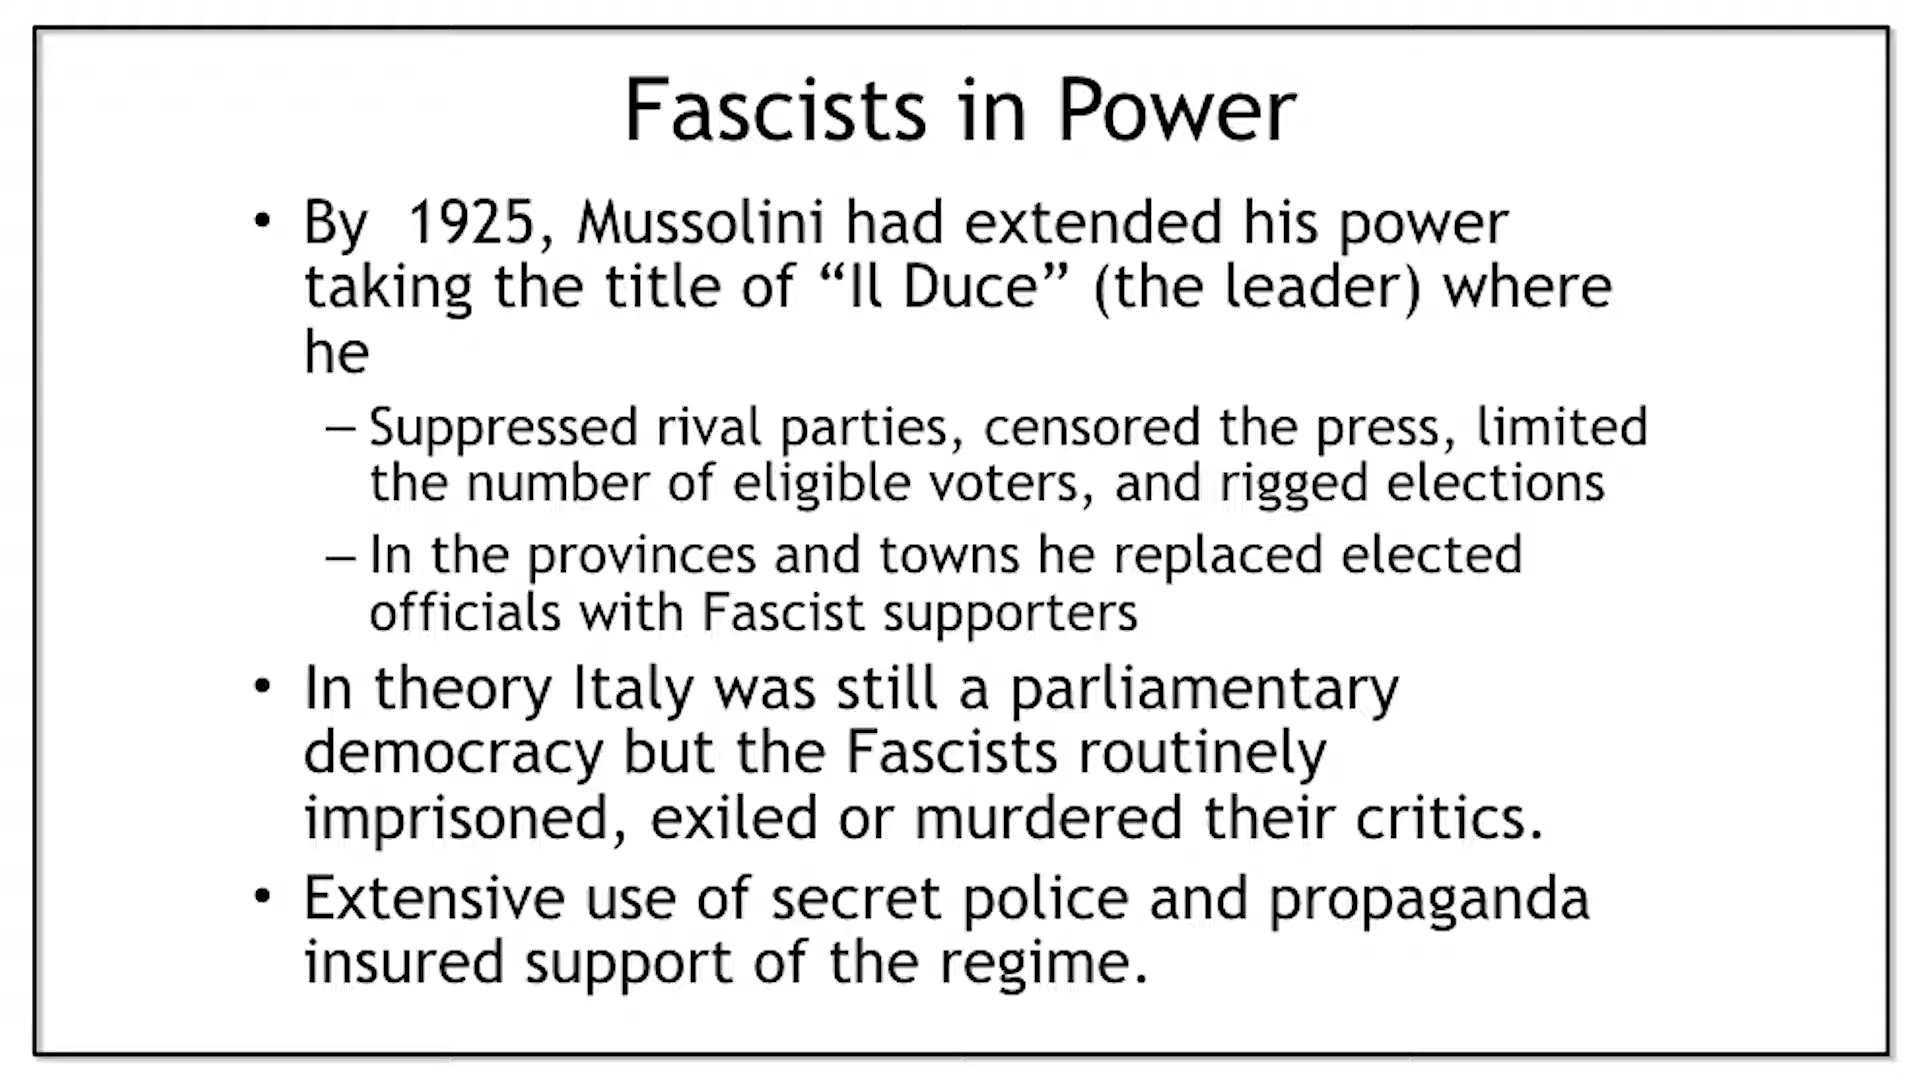 Fascists in Power
• By  1925, Mussolini had extended his power
taking the title of “Il Duce” (the leader) where
he
– Suppressed rival parties, censored the press, limited
the number of eligible voters, and rigged elections
– In the provinces and towns he replaced elected
officials with Fascist supporters
• In theory Italy was still a parliamentary
democracy but the Fascists routinely
imprisoned, exiled or murdered their critics.
• Extensive use of secret police and propaganda
insured support of the regime.